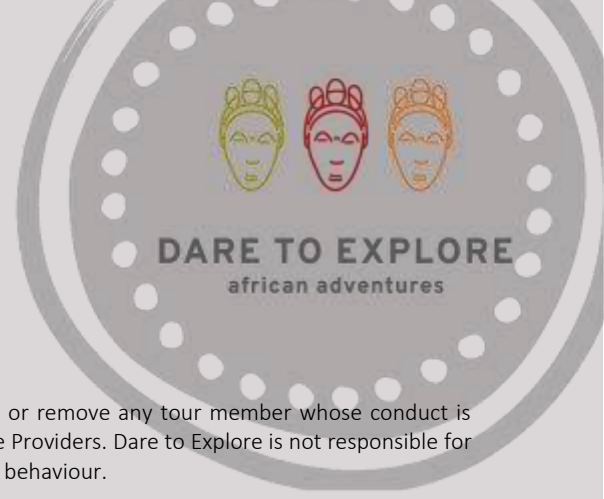 DARE TO EXPLORE
african adventures
or remove any tour member whose conduct is
e Providers. Dare to Explore is not responsible for
behaviour.